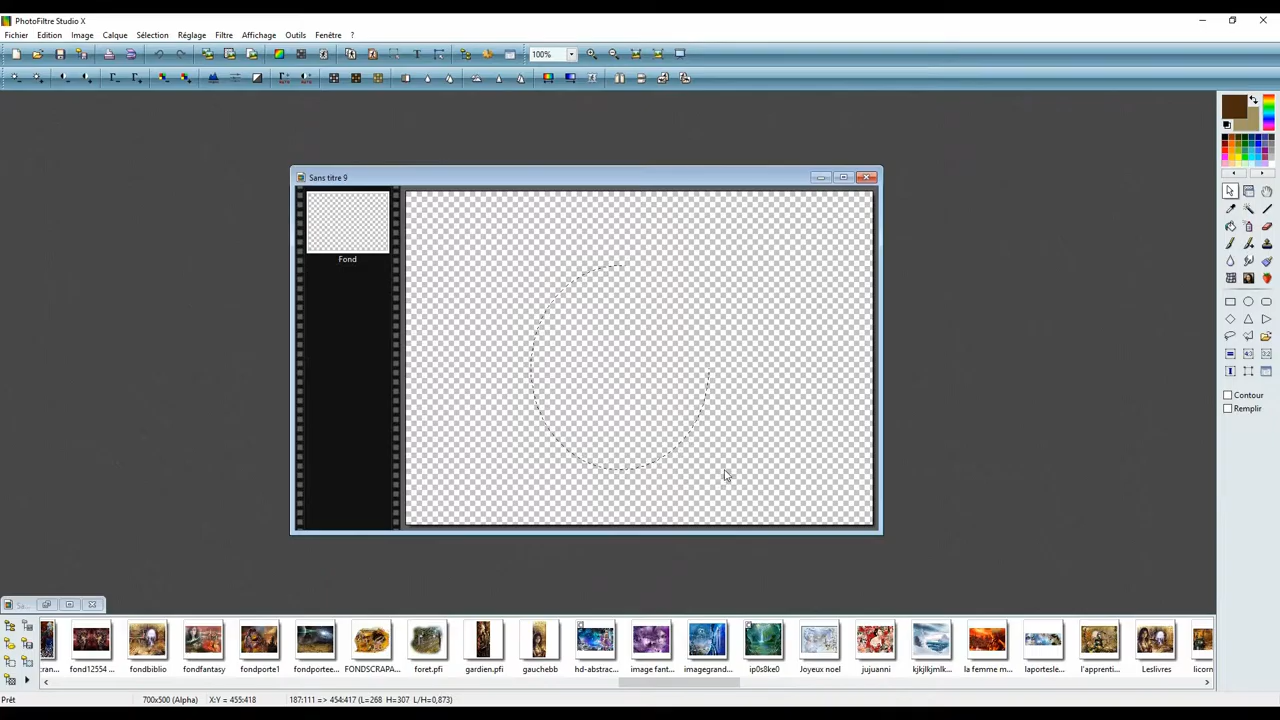 PhotoFiltre Studio X
Fichier Edition Image Calque Sélection Réglage Filtre Affichage Outils Fenêtre ?
100%
Sans titre 9
Fond
Contour
Remplir
fond12554 ... fondbiblio fondfantasy fondporte1 fondporteé... FONDSCRAPA... foret.pfi gardien.pfi gauchebb hd-abstrac... image fant... imagegrand... ip0s8ke0 Joyeux noel jujuanni kjkjlkjmlk... la femme m... laportesle... l'apprenti... Leslivres licorn
Prêt 700x500 (Alpha) X:Y = 455:418 187:111 => 454:417 (L=268 H=307 L/H=0,873)